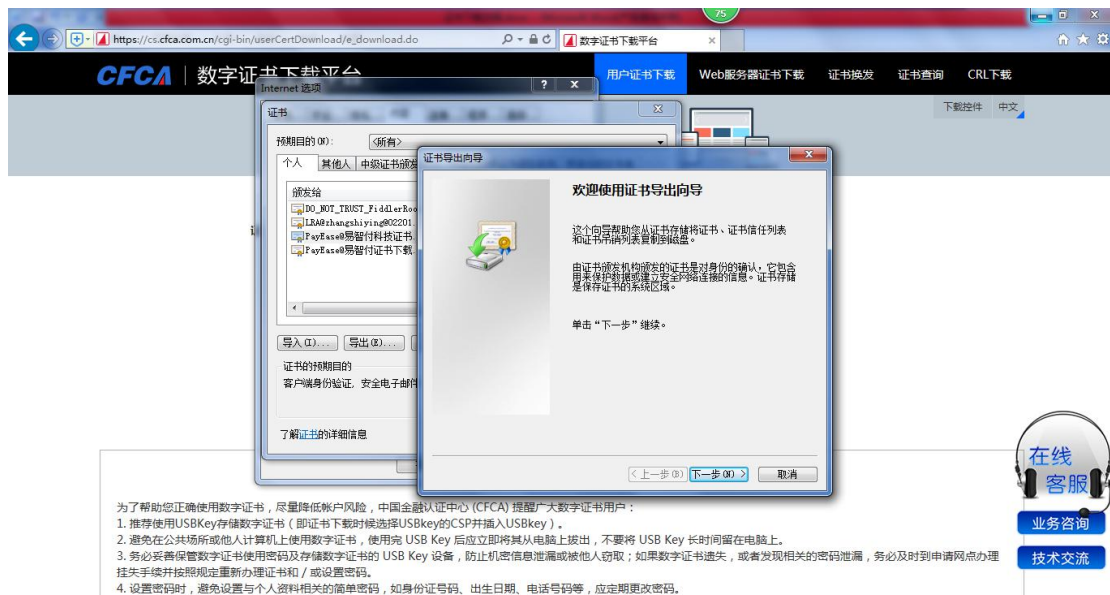 75
https://cs.cfca.com.cn/cgi-bin/userCertDownload/e_download.do
数字证书下载平台
CFCA 数字证书下载平台
用户证书下载 Web服务器证书下载 证书换发 证书查询 CRL下载
下载控件 中文
Internet 选项
证书
预期目的(N): <所有>
个人 其他人 中级证书颁发
颁发给
DO_NOT_TRUST_FiddlerRoo
LRA@zhangshiying@02201.
PayEase@易智付科技证书.
PayEase@易智付证书下载.
导入(I)... 导出(E)...
证书的预期目的
客户端身份验证, 安全电子邮件
了解证书的详细信息
证书导出向导
欢迎使用证书导出向导
这个向导帮助您从证书存储将证书、证书信任列表
和证书吊销列表复制到磁盘。
由证书颁发机构颁发的证书是对身份的确认，它包含
用来保护数据或建立安全网络连接的信息。证书存储
是保存证书的系统区域。
单击“下一步”继续。
< 上一步(B) 下一步(N) > 取消
在线
客服
业务咨询
技术交流
为了帮助您正确使用数字证书，尽量降低帐户风险，中国金融认证中心 (CFCA) 提醒广大数字证书用户：
1. 推荐使用USBKey存储数字证书（即证书下载时候选择USBkey的CSP并插入USBkey）。
2. 避免在公共场所或他人计算机上使用数字证书，使用完 USB Key 后应立即将其从电脑上拔出，不要将 USB Key 长时间留在电脑上。
3. 务必妥善保管数字证书使用密码及存储数字证书的 USB Key 设备，防止机密信息泄漏或被他人窃取；如果数字证书遗失，或者发现相关的密码泄漏，务必及时到申请网点办理
挂失手续并按照规定重新办理证书和 / 或设置密码。
4. 设置密码时，避免设置与个人资料相关的简单密码，如身份证号码、出生日期、电话号码等，应定期更改密码。